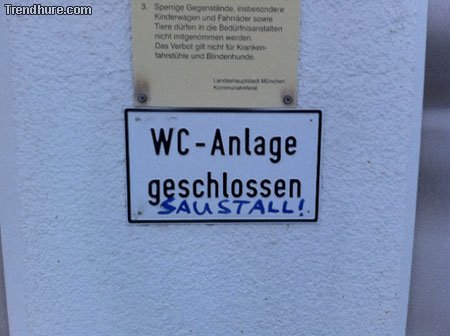 Trendhure.com
3. Sperrige Gegenstände, insbesondere
Kinderwagen und Fahrräder sowie
Tiere dürfen in die Bedürfnisanstalten
nicht mitgenommen werden.
Das Verbot gilt nicht für Kranken-
fahrstühle und Blindenhunde.
Landeshauptstadt München
Kommunalreferat
WC-Anlage
geschlossen
SAUSTALL!